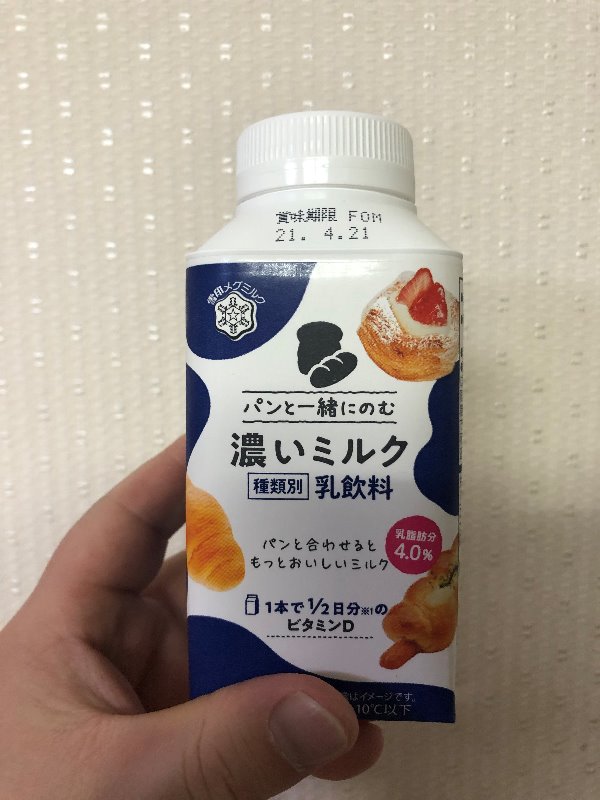 賞味期限 FOM
21. 4.21
雪印メグミルク
パンと一緒にのむ
濃いミルク
種類別 乳飲料
乳脂肪分
4.0%
パンと合わせると
もっとおいしいミルク
1本で1/2日分※1の
ビタミンD
はイメージです。
10℃以下